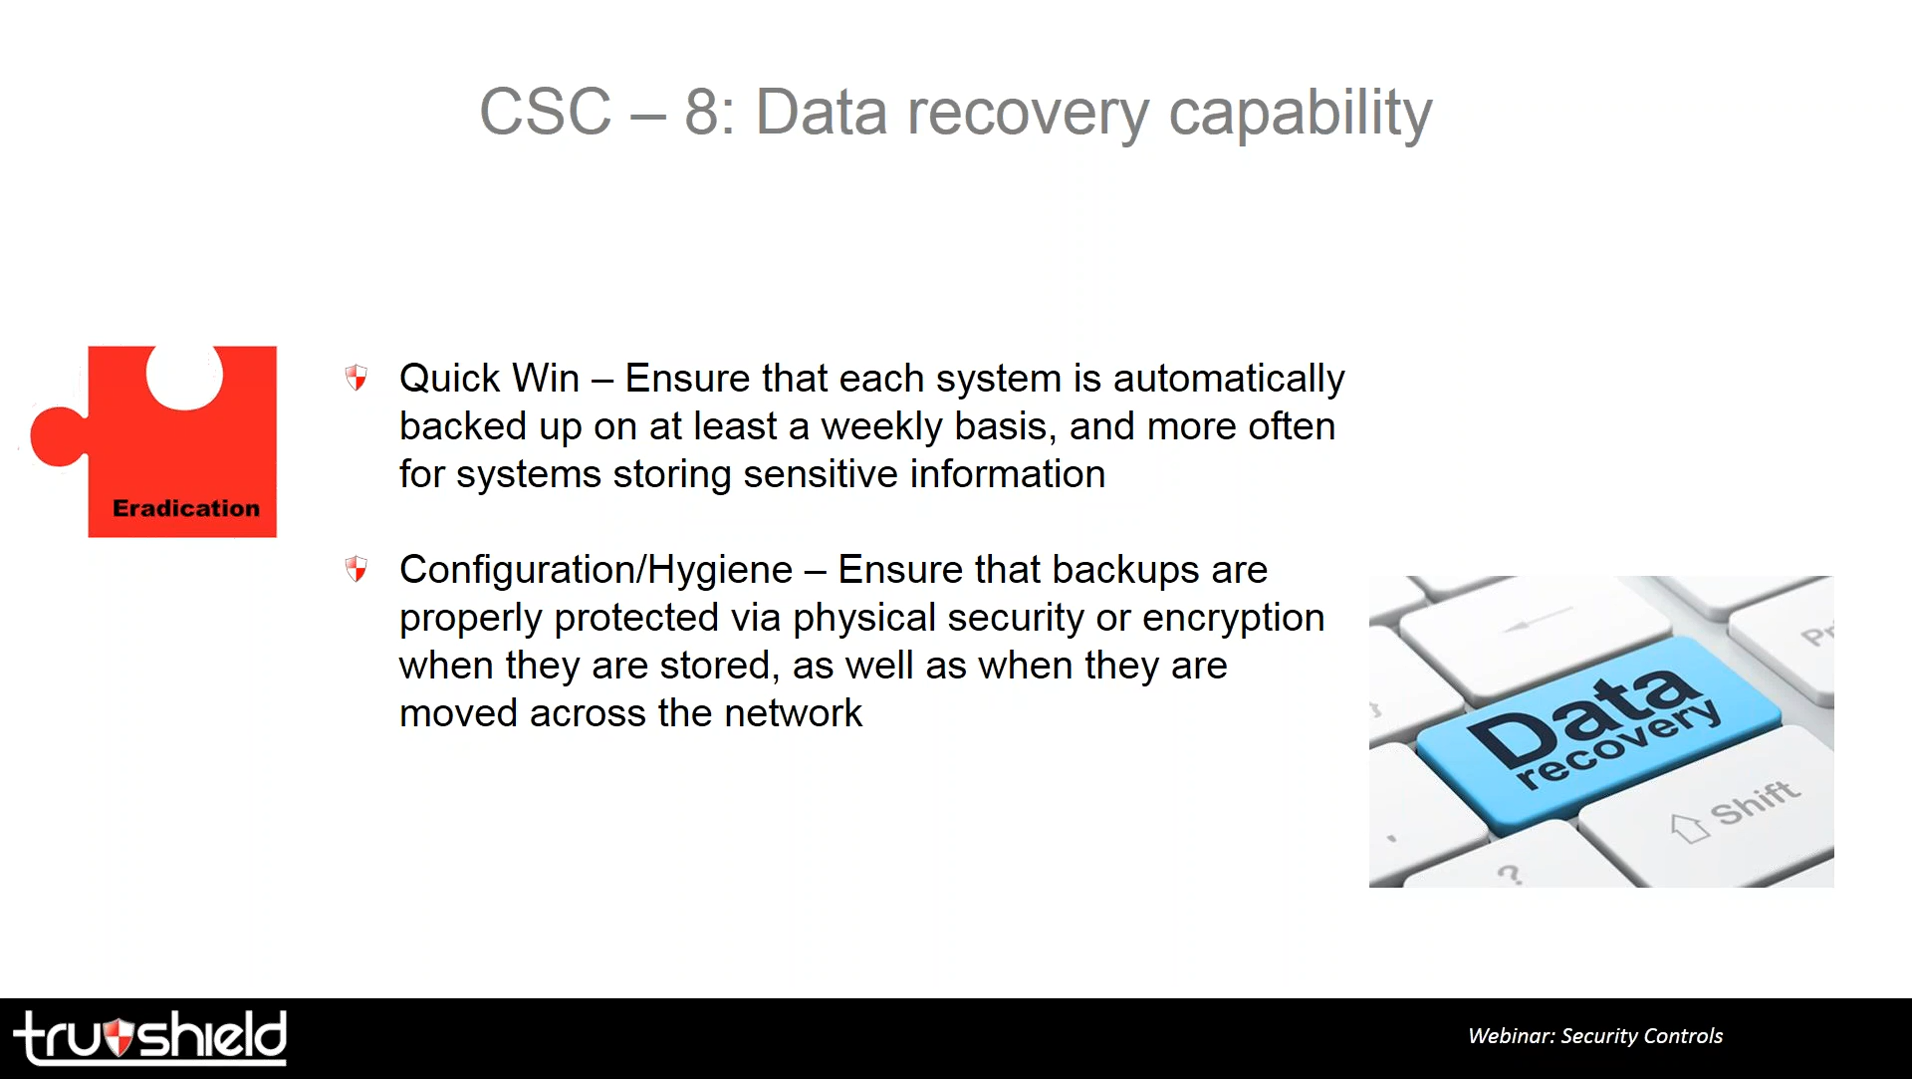 CSC – 8: Data recovery capability
Quick Win – Ensure that each system is automatically
backed up on at least a weekly basis, and more often
for systems storing sensitive information
Eradication
Configuration/Hygiene – Ensure that backups are
properly protected via physical security or encryption
when they are stored, as well as when they are
moved across the network
Data
recovery
Shift
?
trushield
Webinar: Security Controls